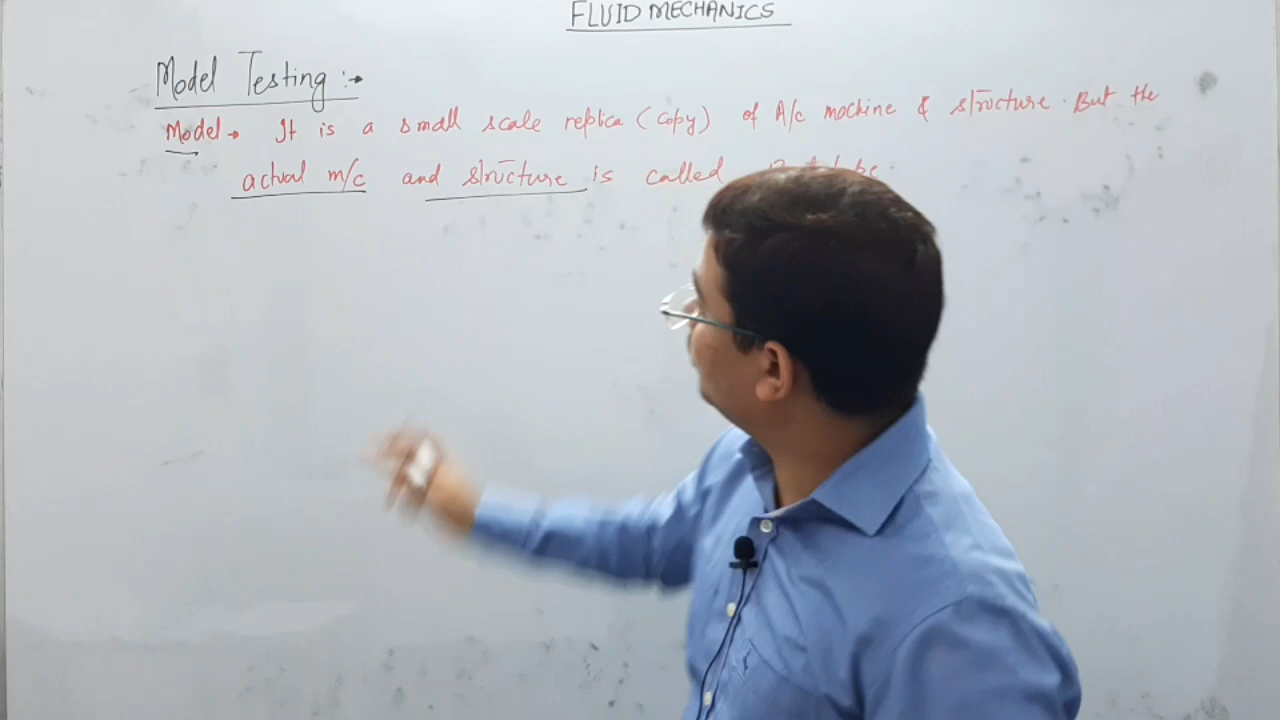 FLUID MECHANICS
Model Testing :→
Model → It is a small scale replica (copy) of A/c machine & structure. But the
actual m/c and structure is called